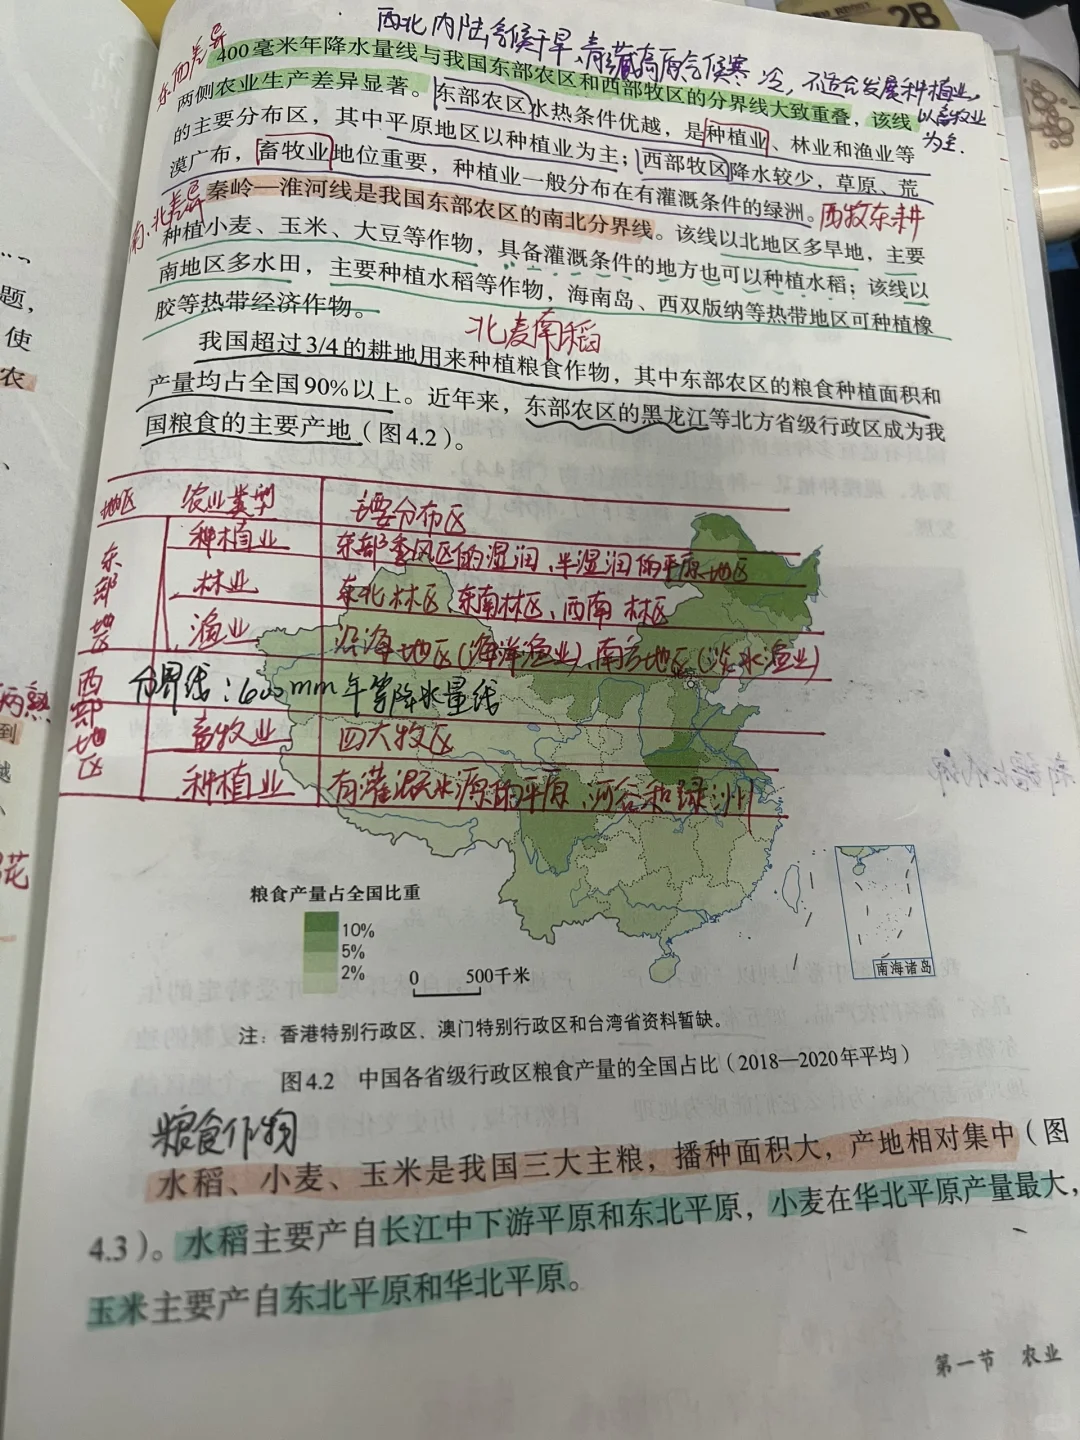 2B
西北内陆气候干旱、青藏高原气候寒冷，不适合发展种植业，
以畜牧业
为主.
东西差异
400毫米年降水量线与我国东部农区和西部牧区的分界线大致重叠，该线
两侧农业生产差异显著。东部农区水热条件优越，是种植业、林业和渔业等
的主要分布区，其中平原地区以种植业为主；西部牧区降水较少，草原、荒
漠广布，畜牧业地位重要，种植业一般分布在有灌溉条件的绿洲。
西牧东耕
南、北差异
秦岭—淮河线是我国东部农区的南北分界线。该线以北地区多旱地，主要
种植小麦、玉米、大豆等作物，具备灌溉条件的地方也可以种植水稻；该线以
南地区多水田，主要种植水稻等作物，海南岛、西双版纳等热带地区可种植橡
胶等热带经济作物。
北麦南稻
我国超过3/4的耕地用来种植粮食作物，其中东部农区的粮食种植面积和
产量均占全国90%以上。近年来，东部农区的黑龙江等北方省级行政区成为我
国粮食的主要产地（图4.2）。
地区 农业类型 主要分布区
东部地区 种植业 东部季风区的湿润、半湿润的平原地区
林业 东北林区、东南林区、西南林区
渔业 沿海地区(海洋渔业)、南方地区(淡水渔业)
分界线：400mm年等降水量线
西部地区 畜牧业 四大牧区
种植业 有灌溉水源的平原、河谷和绿洲
粮食产量占全国比重
10%
5%
2%
0 500千米
南海诸岛
注：香港特别行政区、澳门特别行政区和台湾省资料暂缺。
图4.2 中国各省级行政区粮食产量的全国占比（2018—2020年平均）
粮食作物
水稻、小麦、玉米是我国三大主粮，播种面积大，产地相对集中（图
4.3）。水稻主要产自长江中下游平原和东北平原，小麦在华北平原产量最大，
玉米主要产自东北平原和华北平原。
第一节 农业
题，
使
农
两熟
到
越
花